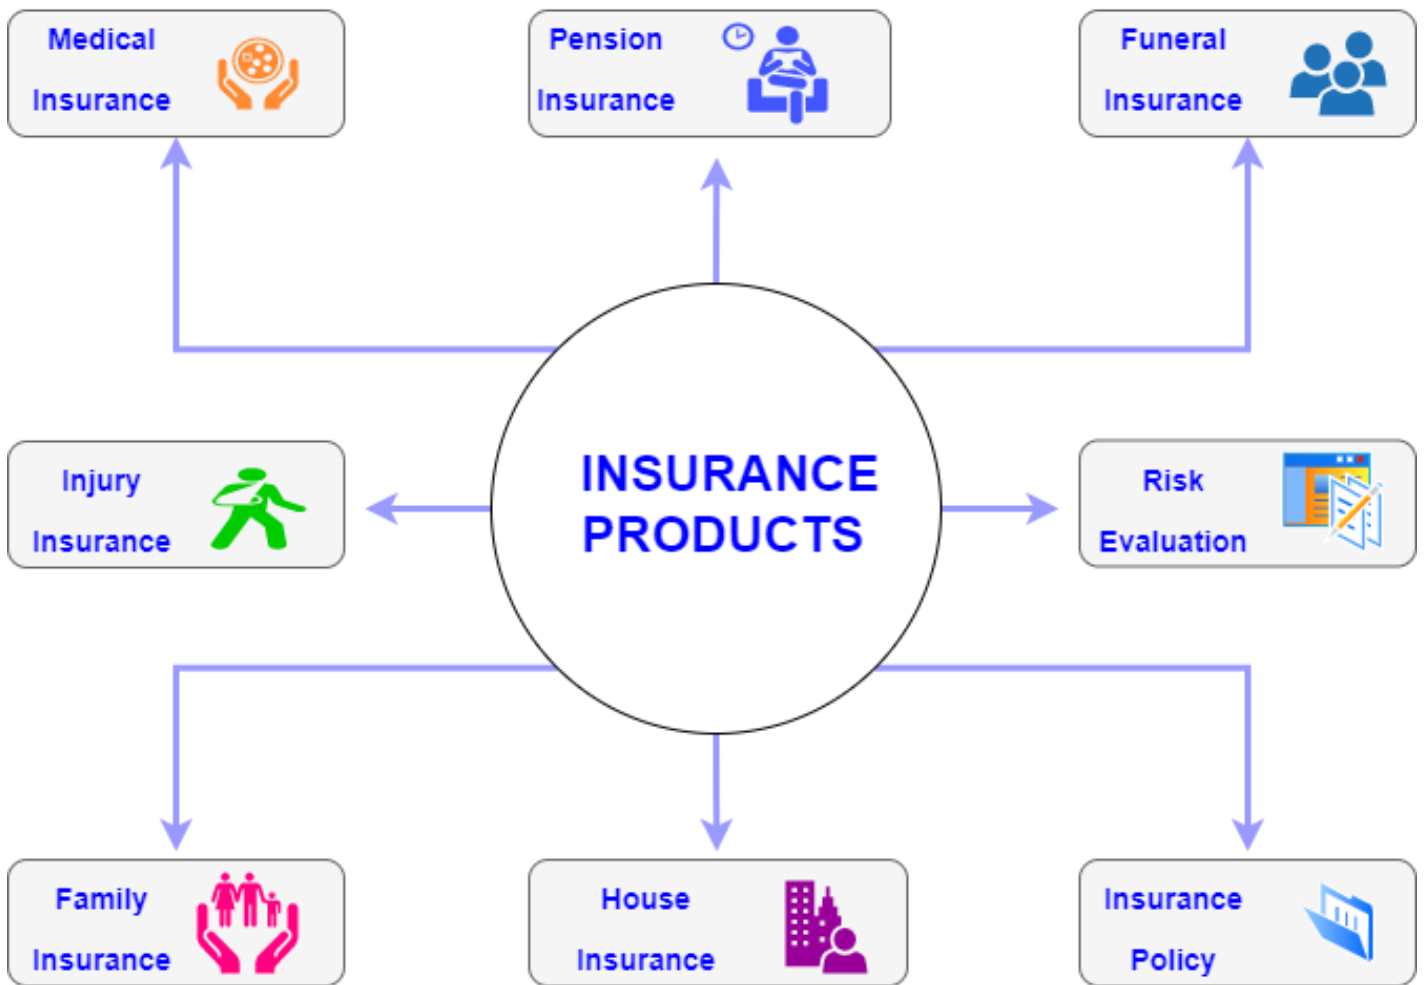 Medical
Insurance
Pension
Insurance
Funeral
Insurance
Injury
Insurance
INSURANCE
PRODUCTS
Risk
Evaluation
Family
Insurance
House
Insurance
Insurance
Policy